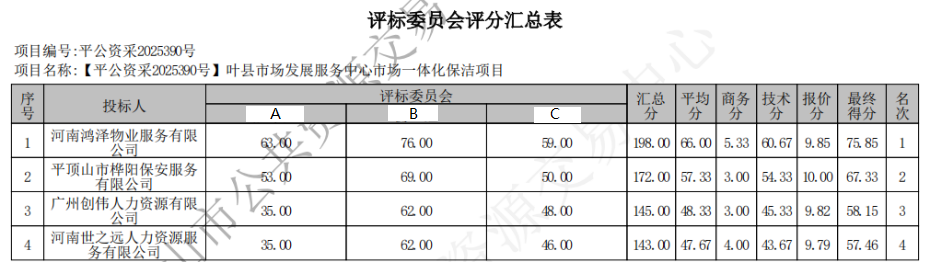 评标委员会评分汇总表
项目编号:平公资采2025390号
项目名称:【平公资采2025390号】叶县市场发展服务中心市场一体化保洁项目
序号 投标人 评标委员会 汇总分 平均分 商务分 技术分 报价分 最终得分 名次
A B C
1 河南鸿泽物业服务有限公司 63.00 76.00 59.00 198.00 66.00 5.33 60.67 9.85 75.85 1
2 平顶山市桦阳保安服务有限公司 53.00 69.00 50.00 172.00 57.33 3.00 54.33 10.00 67.33 2
3 广州创伟人力资源有限公司 35.00 62.00 48.00 145.00 48.33 3.00 45.33 9.82 58.15 3
4 河南世之远人力资源服务有限公司 35.00 62.00 46.00 143.00 47.67 4.00 43.67 9.79 57.46 4